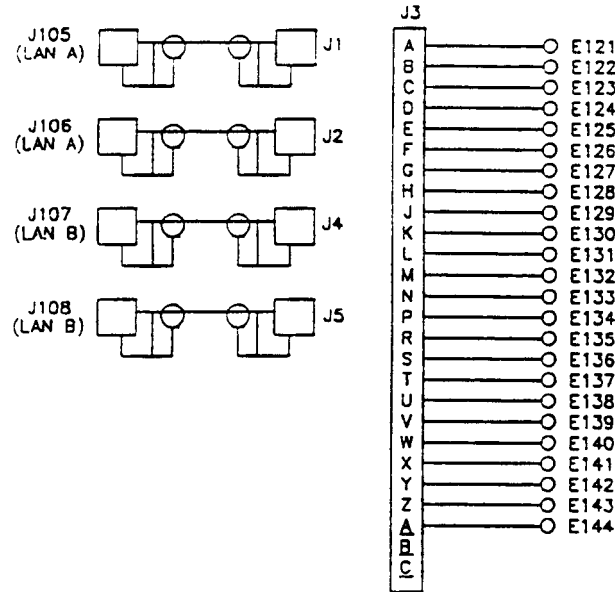 J105
(LAN A)
J1
J106
(LAN A)
J2
J107
(LAN B)
J4
J108
(LAN B)
J5
J3
A E121
B E122
C E123
D E124
E E125
F E126
G E127
H E128
J E129
K E130
L E131
M E132
N E133
P E134
R E135
S E136
T E137
U E138
V E139
W E140
X E141
Y E142
Z E143
A E144
B
C